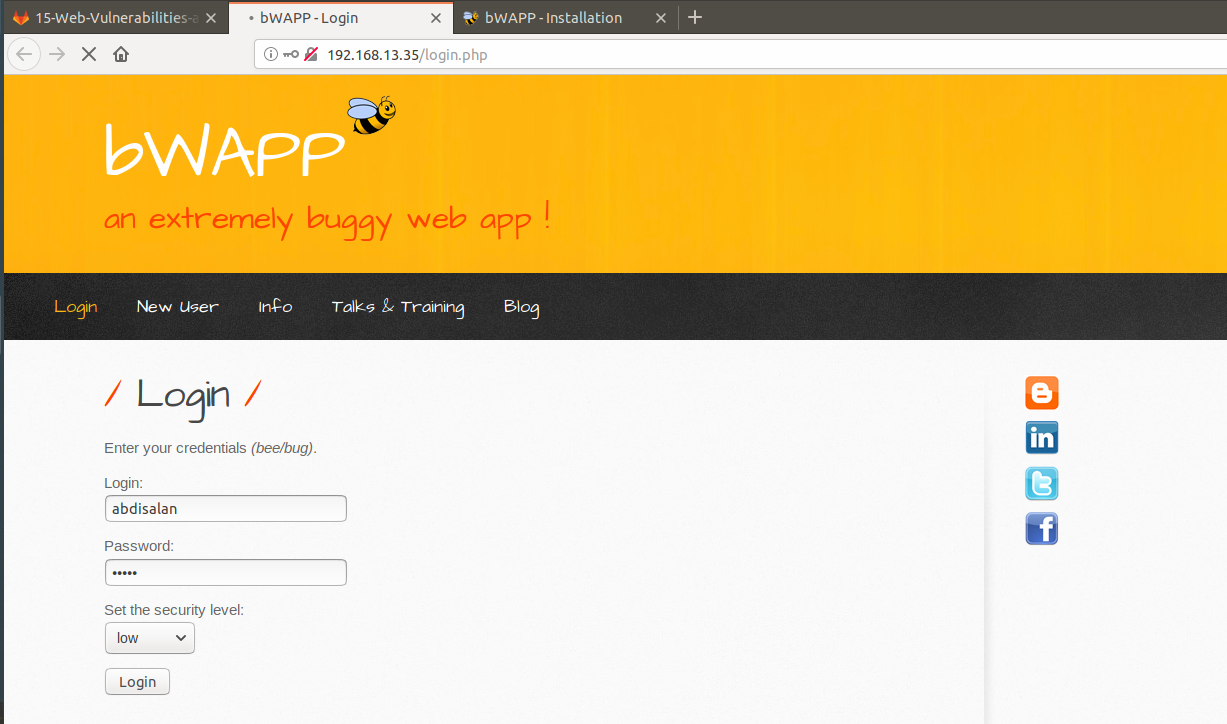 15-Web-Vulnerabilities-a
bWAPP - Login
bWAPP - Installation
192.168.13.35/login.php
bWAPP
an extremely buggy web app !
Login
New User
Info
Talks & Training
Blog
/ Login /
Enter your credentials (bee/bug).
Login:
abdisalan
Password:
•••••
Set the security level:
low
Login